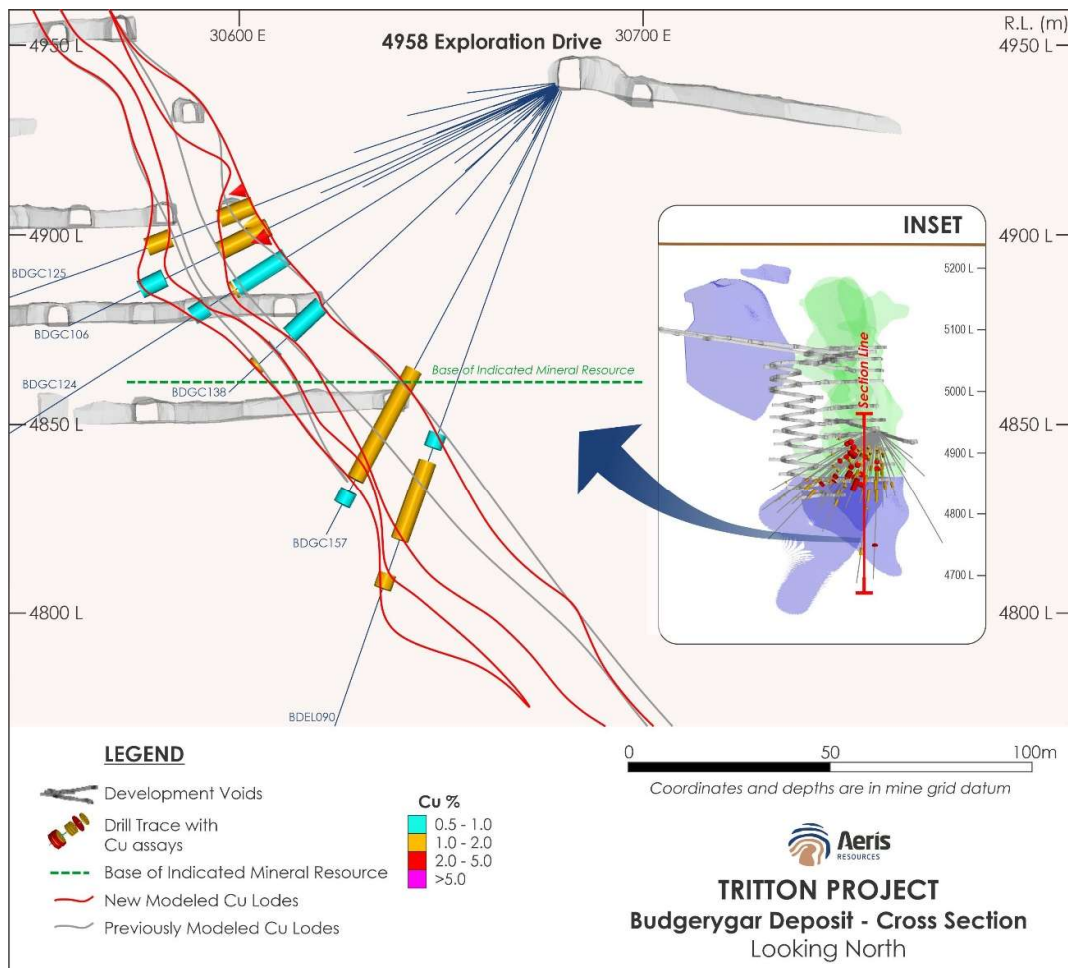 30600 E
30700 E
R.L. (m)
4958 Exploration Drive
4950 L
4950 L
4900 L
4900 L
BDGC125
BDGC106
BDGC124
BDGC138
Base of Indicated Mineral Resource
4850 L
4850 L
BDGC157
4800 L
4800 L
BDEL090
INSET
5200 L
5100 L
5000 L
4900 L
4800 L
4700 L
Section Line
LEGEND
Development Voids
Drill Trace with
Cu assays
Base of Indicated Mineral Resource
New Modeled Cu Lodes
Previously Modeled Cu Lodes
Cu %
0.5 - 1.0
1.0 - 2.0
2.0 - 5.0
>5.0
0 50 100m
Coordinates and depths are in mine grid datum
Aeris
RESOURCES
TRITTON PROJECT
Budgerygar Deposit - Cross Section
Looking North